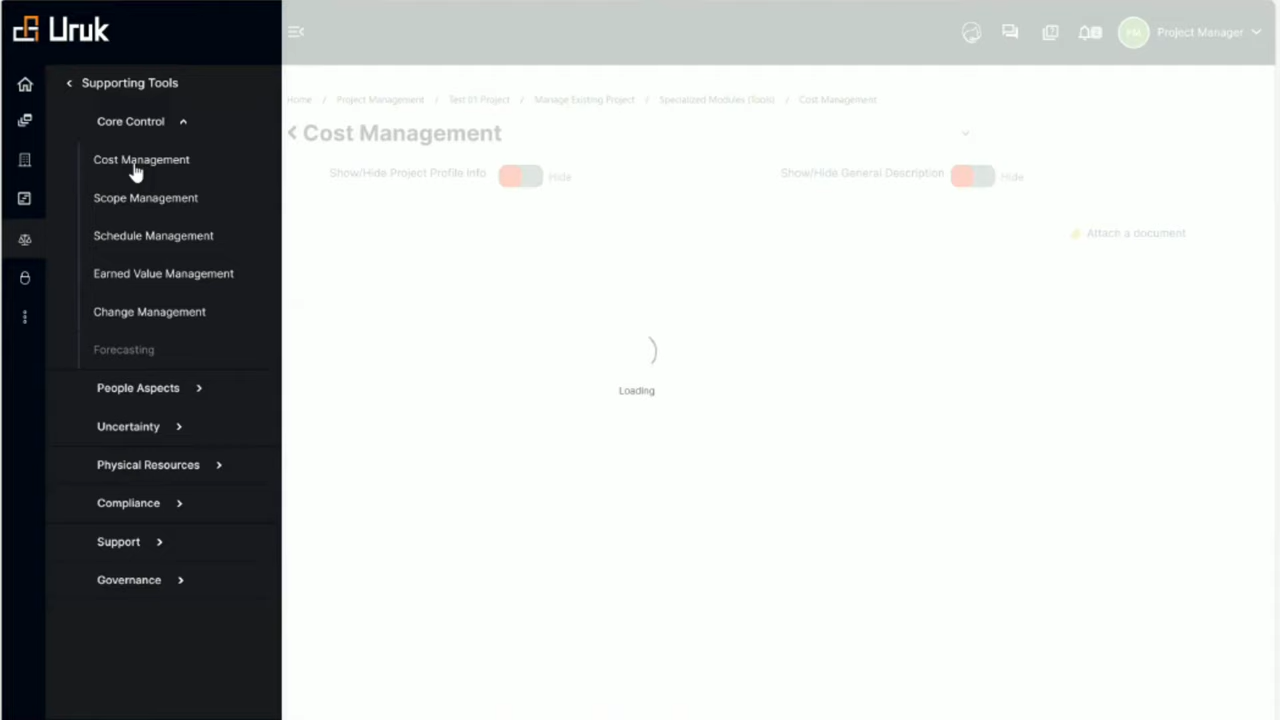 Uruk
Project Manager
Supporting Tools
Core Control
Cost Management
Scope Management
Schedule Management
Earned Value Management
Change Management
Forecasting
People Aspects
Uncertainty
Physical Resources
Compliance
Support
Governance
Home / Project Management / Test 01 Project / Manage Existing Project / Specialized Modules (Tools) / Cost Management
Cost Management
Show/Hide Project Profile Info Hide
Show/Hide General Description Hide
Attach a document
Loading